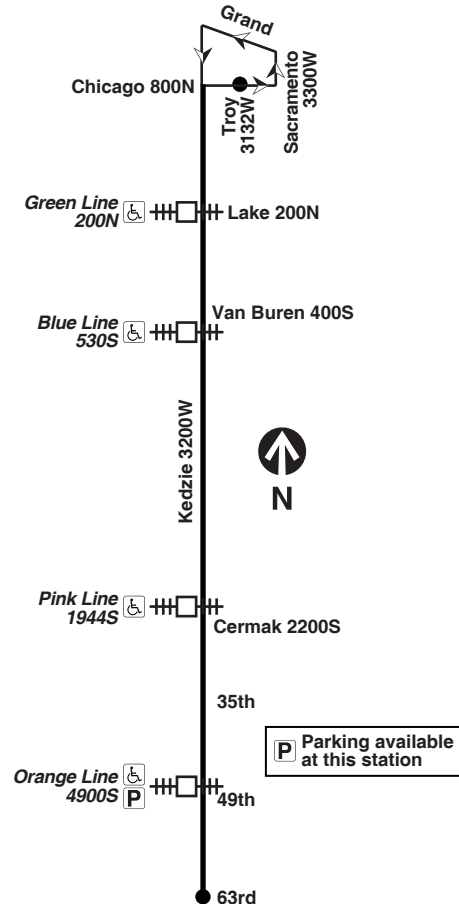 Grand
Chicago 800N
Troy
3132W
Sacramento
3300W
Green Line
200N
Lake 200N
Van Buren 400S
Blue Line
530S
Kedzie 3200W
N
Pink Line
1944S
Cermak 2200S
35th
P Parking available
at this station
Orange Line
4900S
P
49th
63rd